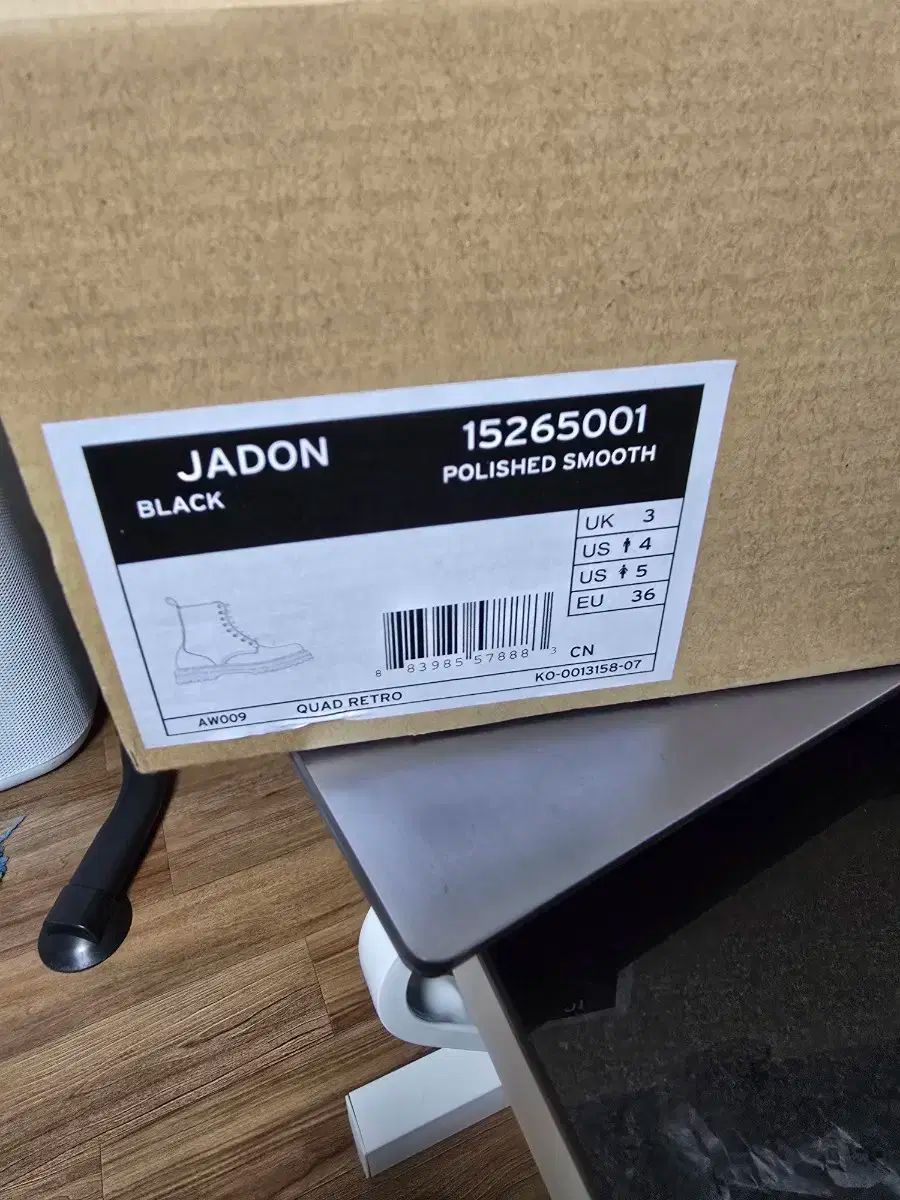 JADON
BLACK
15265001
POLISHED SMOOTH
UK 3
US 4
US 5
EU 36
8 83985 57888 3
CN
AW009
QUAD RETRO
KO-0013158-07